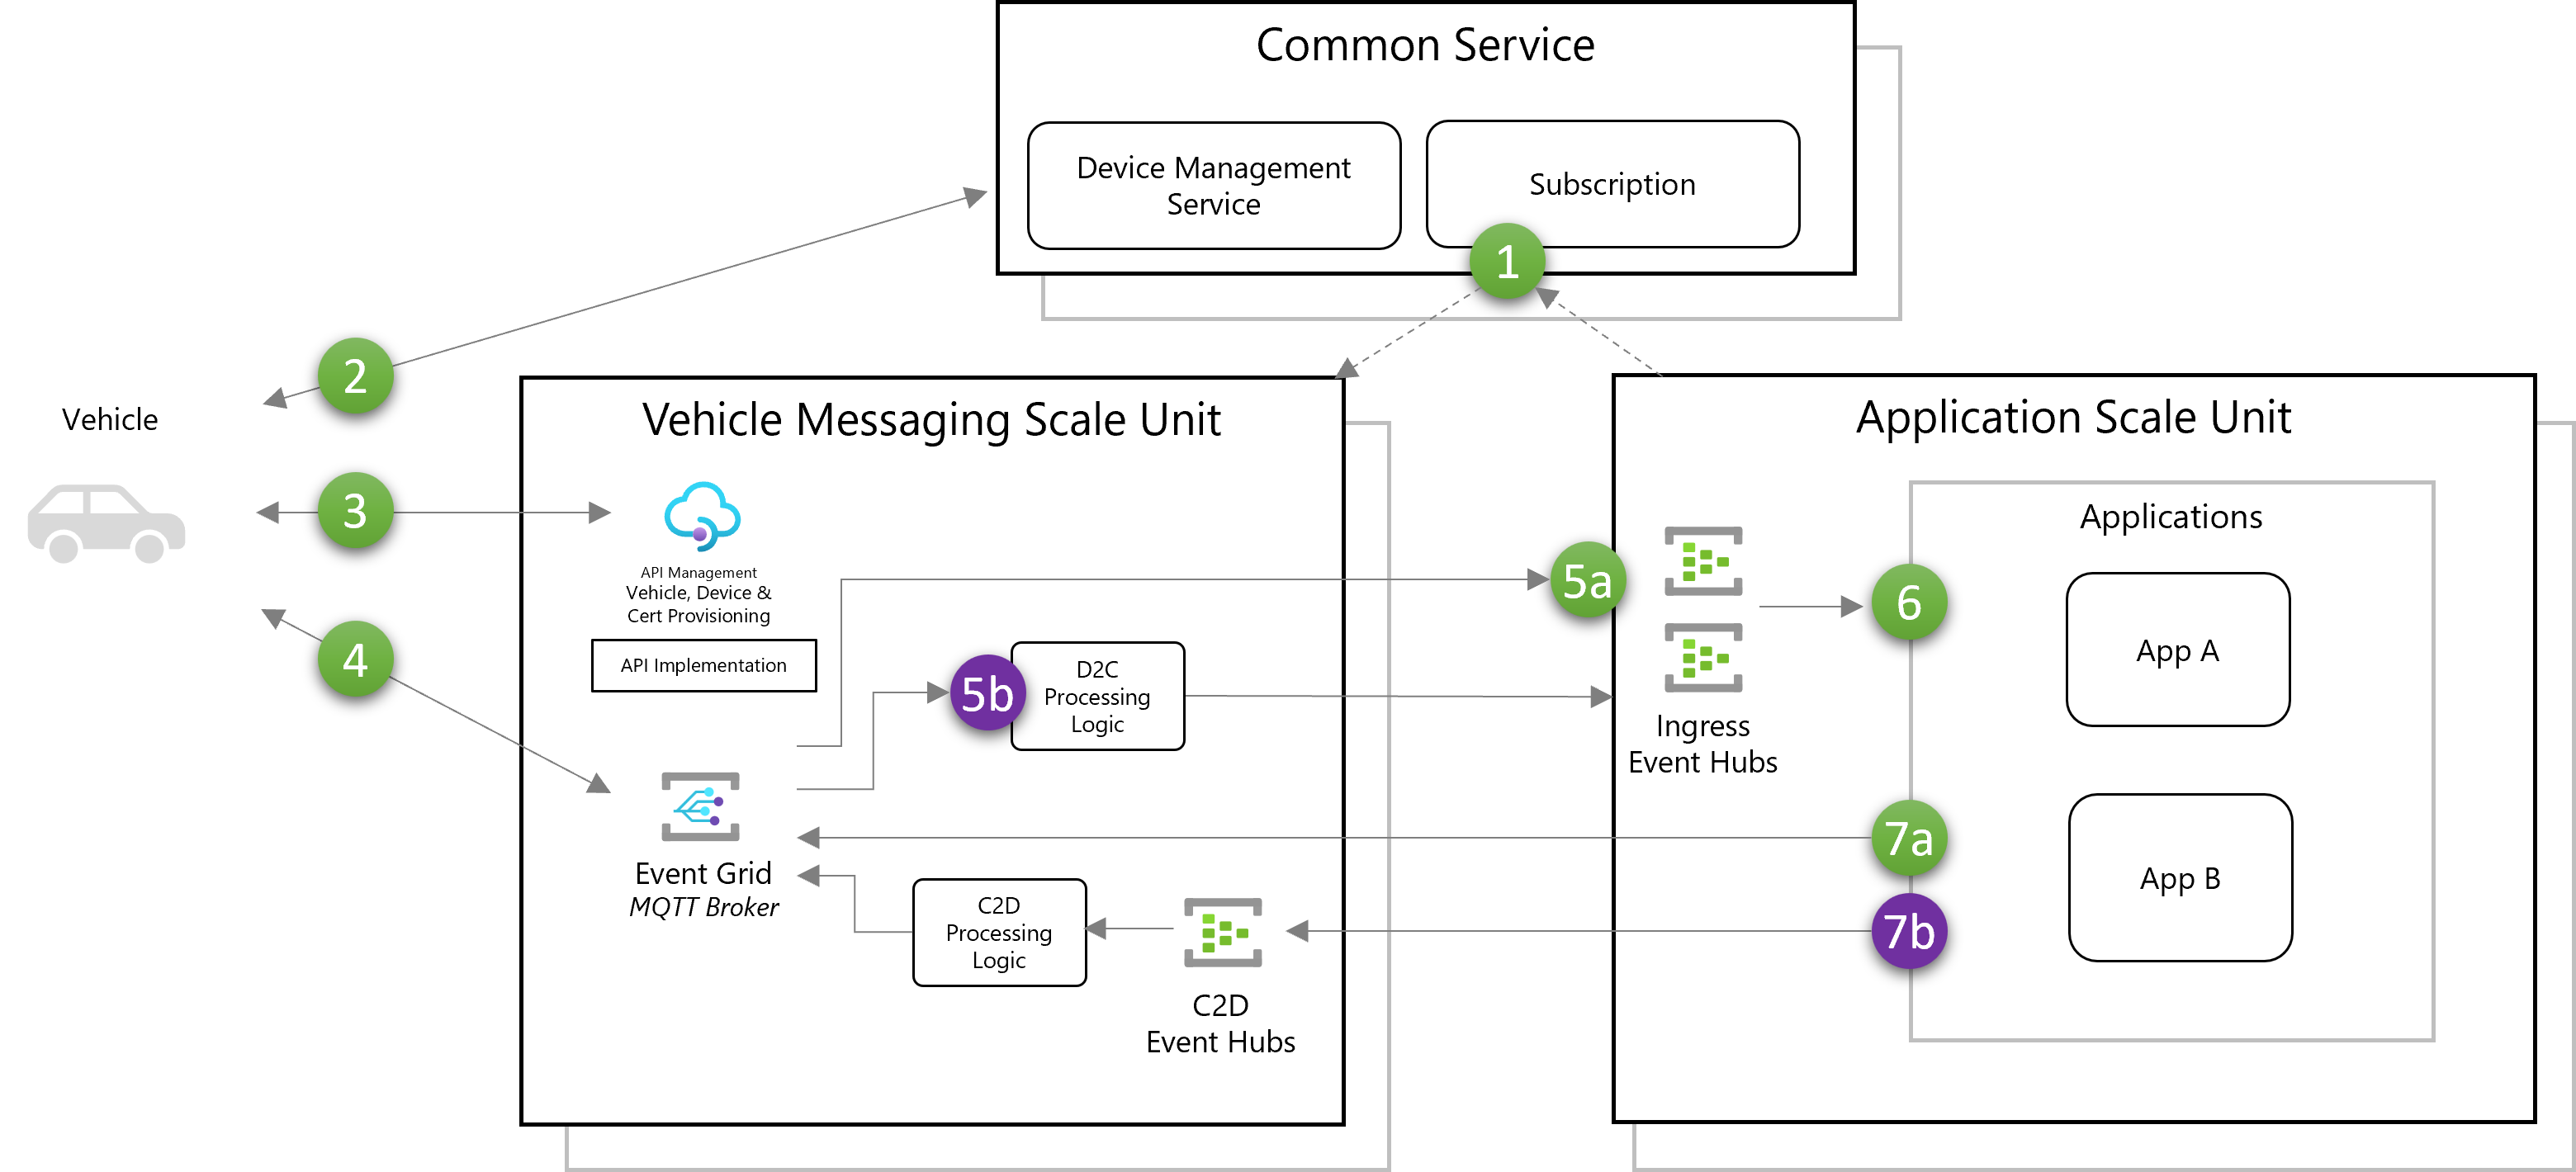 Common Service
Device Management
Service
Subscription
1
2
Vehicle
3
4
Vehicle Messaging Scale Unit
API Management
Vehicle, Device &
Cert Provisioning
API Implementation
5b
D2C
Processing
Logic
Event Grid
MQTT Broker
C2D
Processing
Logic
C2D
Event Hubs
Application Scale Unit
5a
Ingress
Event Hubs
6
Applications
App A
7a
App B
7b